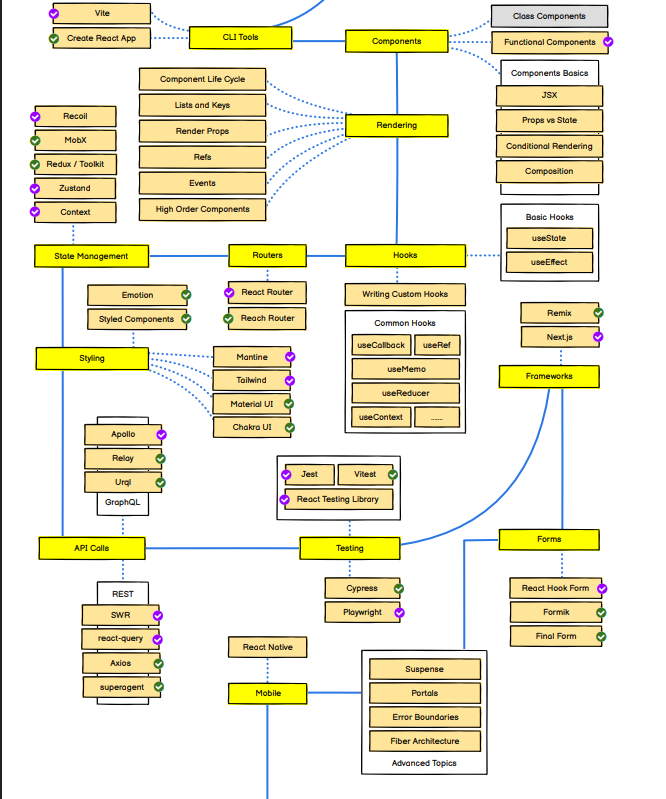 Vite
Create React App
CLI Tools
Components
Class Components
Functional Components
Components Basics
JSX
Props vs State
Conditional Rendering
Composition
Component Life Cycle
Lists and Keys
Render Props
Refs
Events
High Order Components
Rendering
Recoil
MobX
Redux / Toolkit
Zustand
Context
State Management
Routers
Hooks
Basic Hooks
useState
useEffect
React Router
Reach Router
Writing Custom Hooks
Common Hooks
useCallback
useRef
useMemo
useReducer
useContext
......
Emotion
Styled Components
Styling
Mantine
Tailwind
Material UI
Chakra UI
Remix
Next.js
Frameworks
Apollo
Relay
Urql
GraphQL
Jest
Vitest
React Testing Library
API Calls
Testing
Forms
REST
SWR
react-query
Axios
superagent
Cypress
Playwright
React Hook Form
Formik
Final Form
React Native
Mobile
Suspense
Portals
Error Boundaries
Fiber Architecture
Advanced Topics